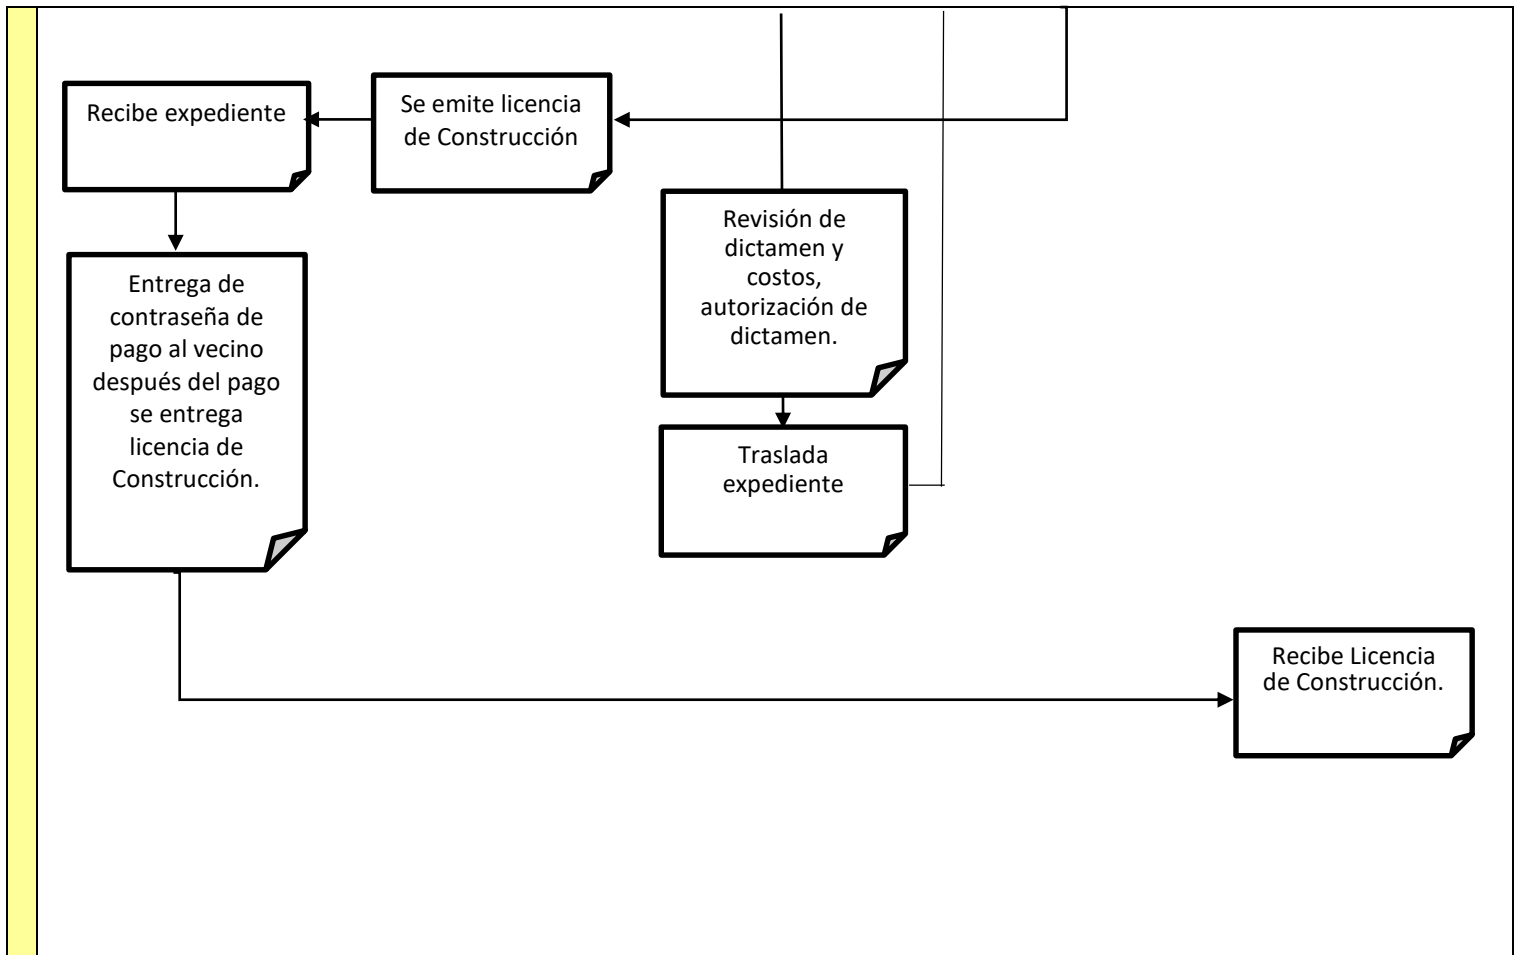 Recibe expediente
Se emite licencia
de Construcción
Revisión de
dictamen y
costos,
autorización de
dictamen.
Entrega de
contraseña de
pago al vecino
después del pago
se entrega
licencia de
Construcción.
Traslada
expediente
Recibe Licencia
de Construcción.